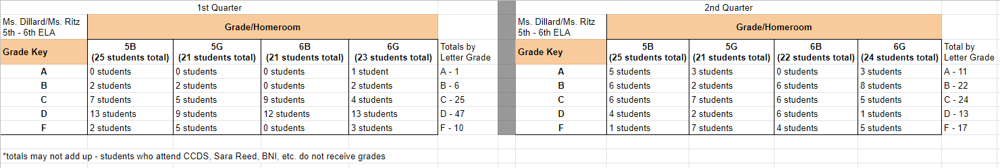 1st Quarter 2nd Quarter
Ms. Dillard/Ms. Ritz
5th - 6th ELA Grade/Homeroom Ms. Dillard/Ms. Ritz
5th - 6th ELA Grade/Homeroom
Grade Key 5B
(25 students total) 5G
(21 students total) 6B
(21 students total) 6G
(23 students total) Totals by
Letter Grade Grade Key 5B
(25 students total) 5G
(21 students total) 6B
(22 students total) 6G
(24 students total) Total by
Letter Grade
A 0 students 0 students 0 students 1 student A - 1 A 5 students 3 students 0 students 3 students A - 11
B 2 students 2 students 0 students 2 students B - 6 B 6 students 2 students 6 students 8 students B - 22
C 7 students 5 students 9 students 4 students C - 25 C 6 students 7 students 6 students 5 students C - 24
D 13 students 9 students 12 students 13 students D - 47 D 4 students 2 students 6 students 1 students D - 13
F 2 students 5 students 0 students 3 students F - 10 F 1 students 7 students 4 students 5 students F - 17
*totals may not add up - students who attend CCDS, Sara Reed, BNI, etc. do not receive grades